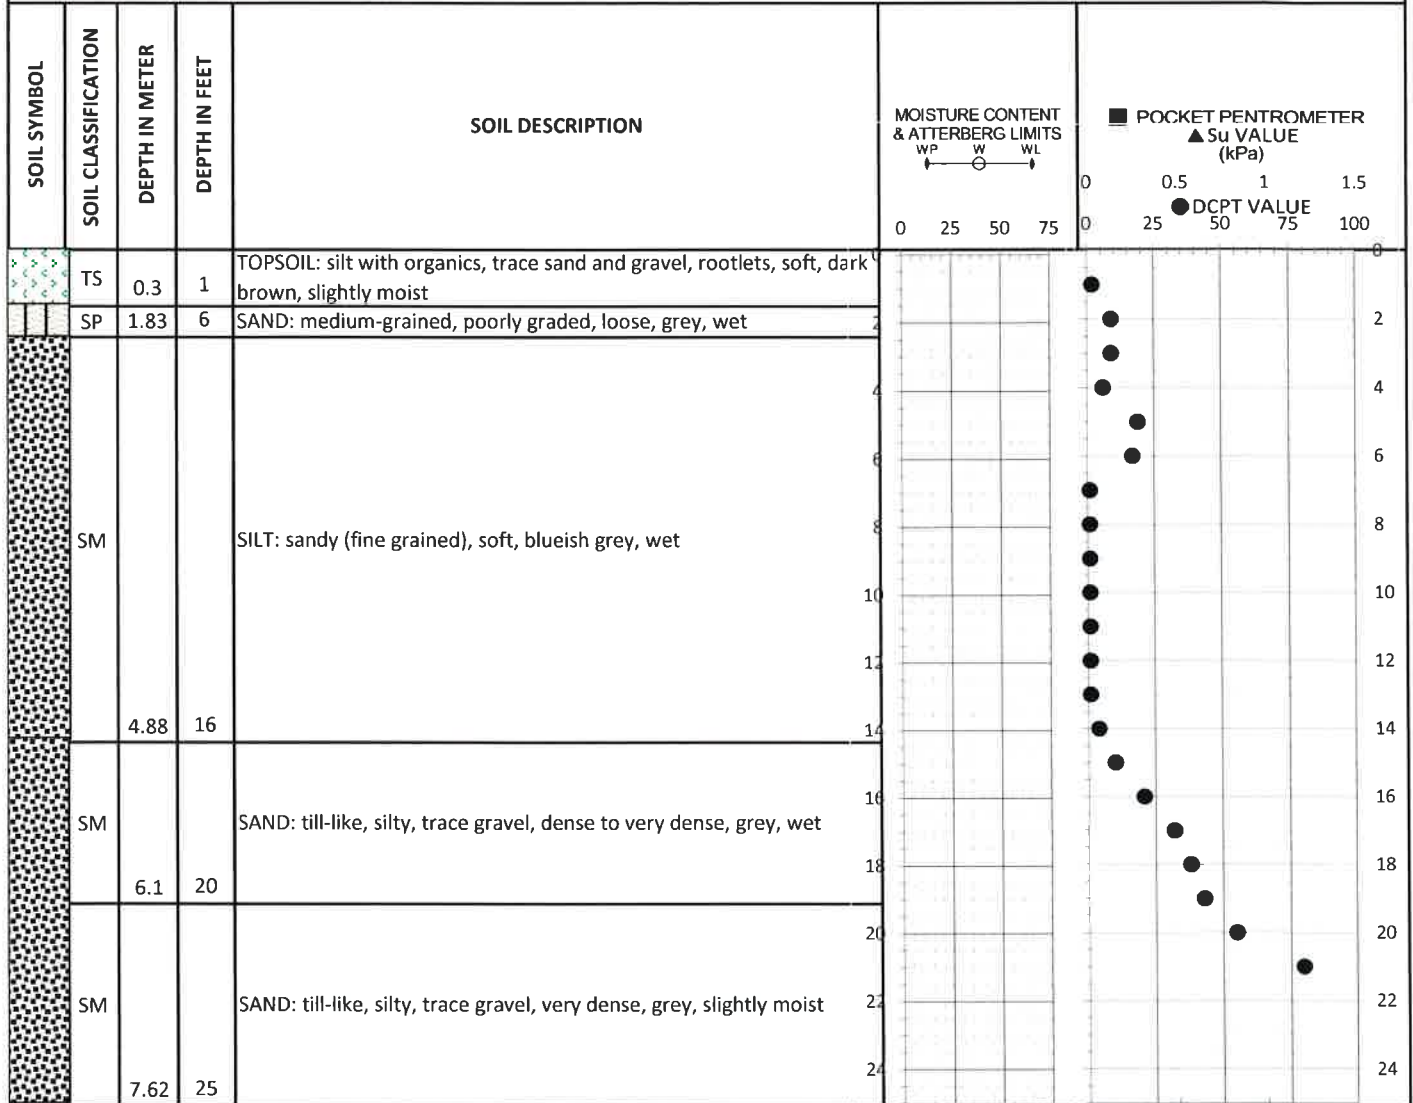 SOIL SYMBOL
SOIL CLASSIFICATION
DEPTH IN METER
DEPTH IN FEET
SOIL DESCRIPTION
MOISTURE CONTENT
& ATTERBERG LIMITS
WP W WL
0 25 50 75
POCKET PENTROMETER
Su VALUE
(kPa)
0 0.5 1 1.5
DCPT VALUE
0 25 50 75 100
0
TS 0.3 1 TOPSOIL: silt with organics, trace sand and gravel, rootlets, soft, dark
brown, slightly moist
SP 1.83 6 SAND: medium-grained, poorly graded, loose, grey, wet
2 2
4 4
6 6
SM SILT: sandy (fine grained), soft, blueish grey, wet
8 8
10 10
12 12
4.88 16
14 14
16 16
SM SAND: till-like, silty, trace gravel, dense to very dense, grey, wet
18 18
6.1 20
20 20
SM SAND: till-like, silty, trace gravel, very dense, grey, slightly moist
22 22
24 24
7.62 25